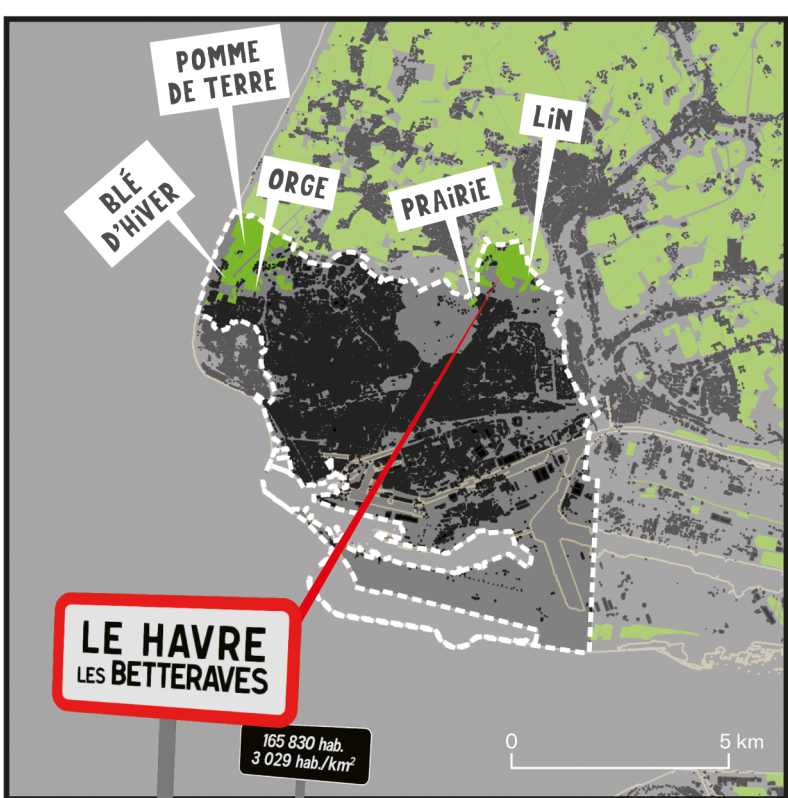 POMME
DE TERRE
LiN
BLÉ
D'HiVER
ORGE
PRAiRiE
LE HAVRE
LES BETTERAVES
165 830 hab.
3 029 hab./km²
0
5 km